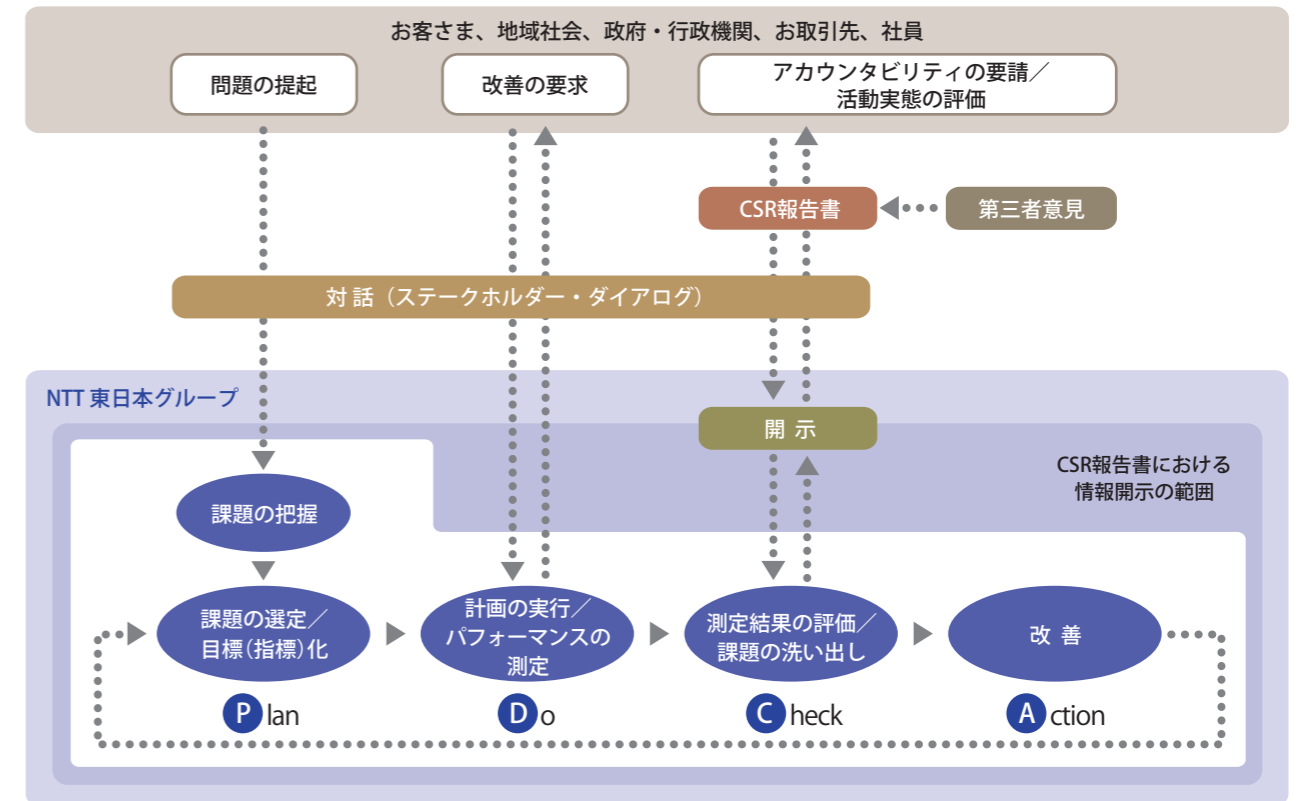 お客さま、地域社会、政府・行政機関、お取引先、社員
問題の提起
改善の要求
アカウンタビリティの要請／
活動実態の評価
CSR報告書
第三者意見
対 話（ステークホルダー・ダイアログ）
NTT 東日本グループ
開 示
CSR報告書における
情報開示の範囲
課題の把握
課題の選定／
目標（指標）化
計画の実行／
パフォーマンスの
測定
測定結果の評価／
課題の洗い出し
改 善
Plan
Do
Check
Action